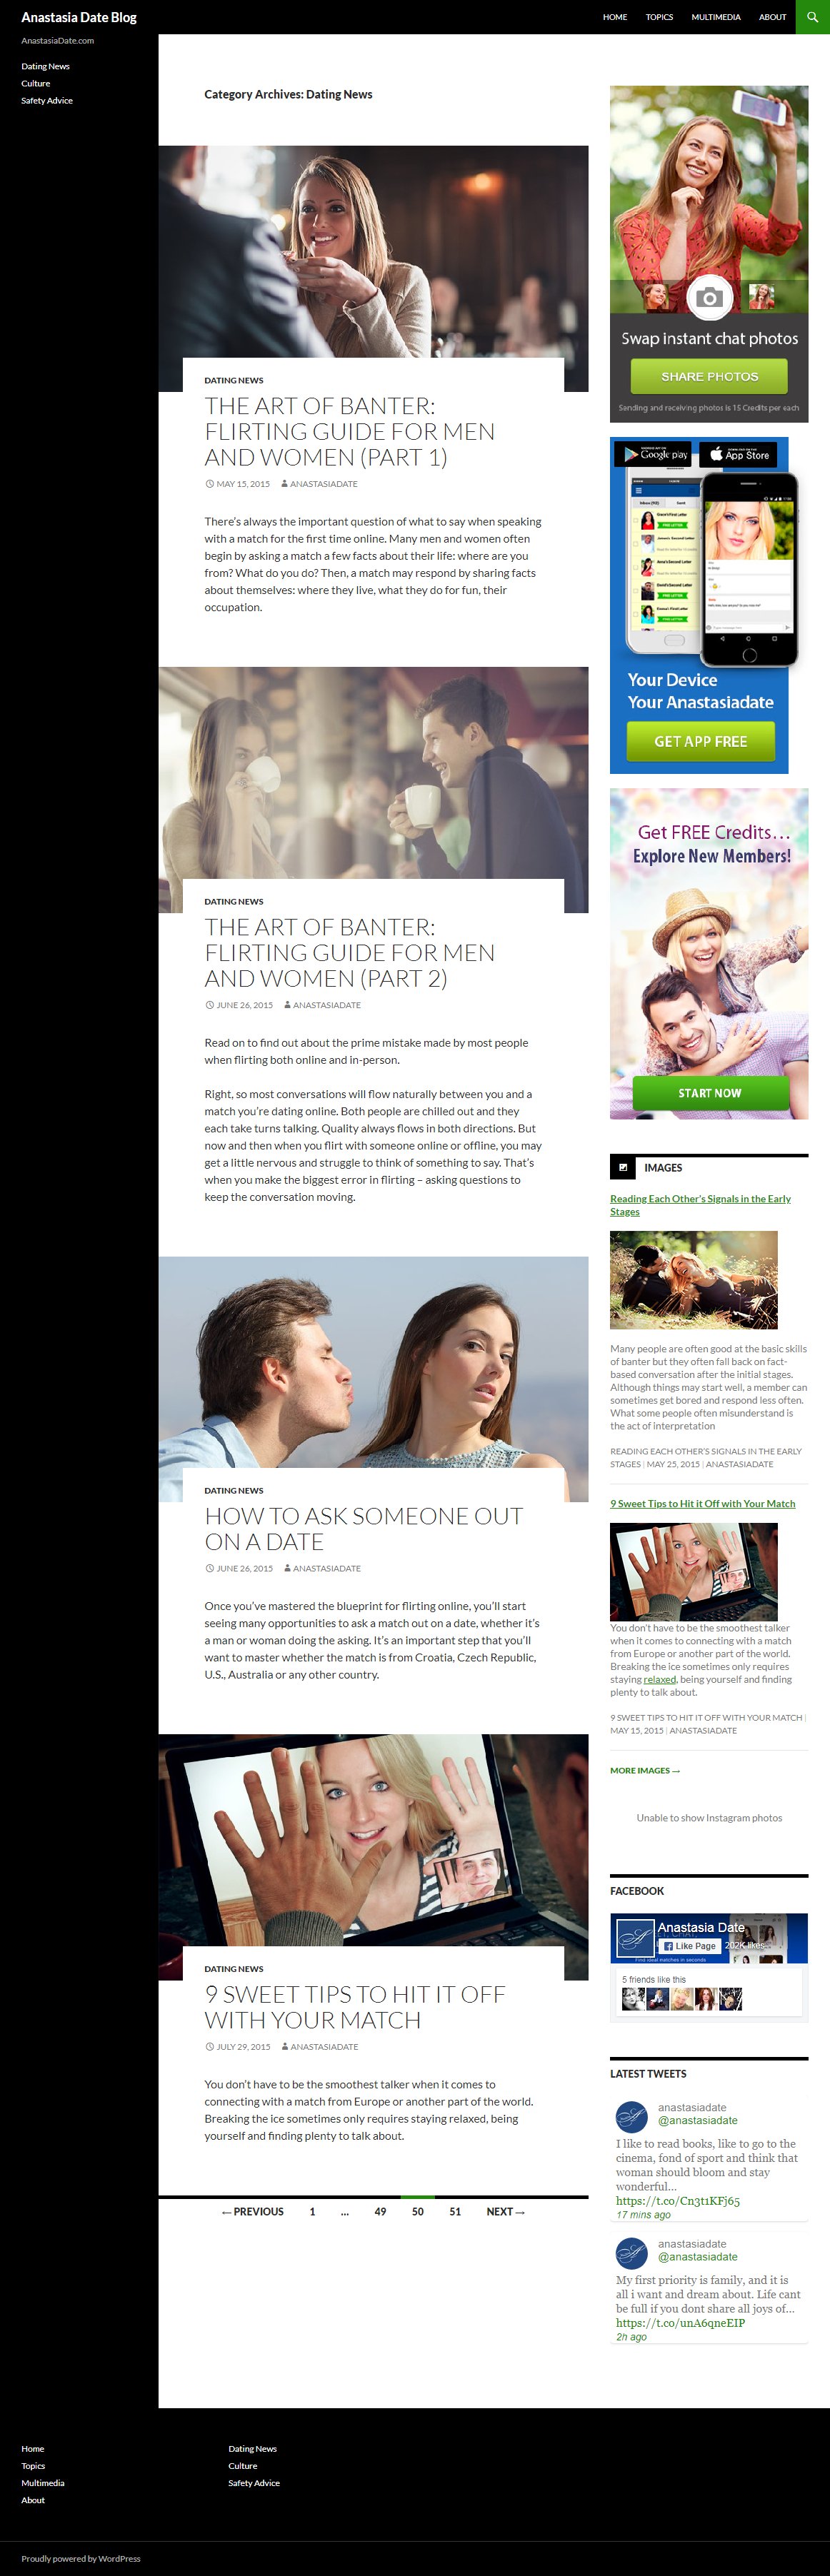 Anastasia Date Blog
HOME
TOPICS
MULTIMEDIA
ABOUT
AnastasiaDate.com
Dating News
Culture
Safety Advice
Category Archives: Dating News
DATING NEWS
THE ART OF BANTER:
FLIRTING GUIDE FOR MEN
AND WOMEN (PART 1)
MAY 15, 2015 ANASTASIADATE
There's always the important question of what to say when speaking
with a match for the first time online. Many men and women often
begin by asking a match a few facts about their life: where are you
from? What do you do? Then, a match may respond by sharing facts
about themselves: where they live, what they do for fun, their
occupation.
DATING NEWS
THE ART OF BANTER:
FLIRTING GUIDE FOR MEN
AND WOMEN (PART 2)
JUNE 26, 2015 ANASTASIADATE
Read on to find out about the prime mistake made by most people
when flirting both online and in-person.
Right, so most conversations will flow naturally between you and a
match you're dating online. Both people are chilled out and they
each take turns talking. Quality always flows in both directions. But
now and then when you flirt with someone online or offline, you may
get a little nervous and struggle to think of something to say. That's
when you make the biggest error in flirting – asking questions to
keep the conversation moving.
DATING NEWS
HOW TO ASK SOMEONE OUT
ON A DATE
JUNE 26, 2015 ANASTASIADATE
Once you've mastered the blueprint for flirting online, you'll start
seeing many opportunities to ask a match out on a date, whether it's
a man or woman doing the asking. It's an important step that you'll
want to master whether the match is from Croatia, Czech Republic,
U.S., Australia or any other country.
DATING NEWS
9 SWEET TIPS TO HIT IT OFF
WITH YOUR MATCH
JULY 29, 2015 ANASTASIADATE
You don't have to be the smoothest talker when it comes to
connecting with a match from Europe or another part of the world.
Breaking the ice sometimes only requires staying relaxed, being
yourself and finding plenty to talk about.
← PREVIOUS 1 … 49 50 51 NEXT →
Swap instant chat photos
SHARE PHOTOS
Sending and receiving photos is 15 Credits per each
Google play
App Store
Your Device
Your Anastasiadate
GET APP FREE
Get FREE Credits…
Explore New Members!
START NOW
IMAGES
Reading Each Other's Signals in the Early
Stages
Many people are often good at the basic skills
of banter but they often fall back on fact-
based conversation after the initial stages.
Although things may start well, a member can
sometimes get bored and respond less often.
What some people often misunderstand is
the act of interpretation
READING EACH OTHER'S SIGNALS IN THE EARLY
STAGES | MAY 25, 2015 | ANASTASIADATE
9 Sweet Tips to Hit it Off with Your Match
You don't have to be the smoothest talker
when it comes to connecting with a match
from Europe or another part of the world.
Breaking the ice sometimes only requires
staying relaxed, being yourself and finding
plenty to talk about.
9 SWEET TIPS TO HIT IT OFF WITH YOUR MATCH |
MAY 15, 2015 | ANASTASIADATE
MORE IMAGES →
Unable to show Instagram photos
FACEBOOK
Anastasia Date
Like Page 202K likes
Find ideal matches in seconds
5 friends like this
LATEST TWEETS
anastasiadate
@anastasiadate
I like to read books, like to go to the
cinema, fond of sport and think that
woman should bloom and stay
wonderful…
https://t.co/Cn3t1KFj65
17 mins ago
anastasiadate
@anastasiadate
My first priority is family, and it is
all i want and dream about. Life cant
be full if you dont share all joys of…
https://t.co/unA6qneEIP
2h ago
Home
Topics
Multimedia
About
Dating News
Culture
Safety Advice
Proudly powered by WordPress